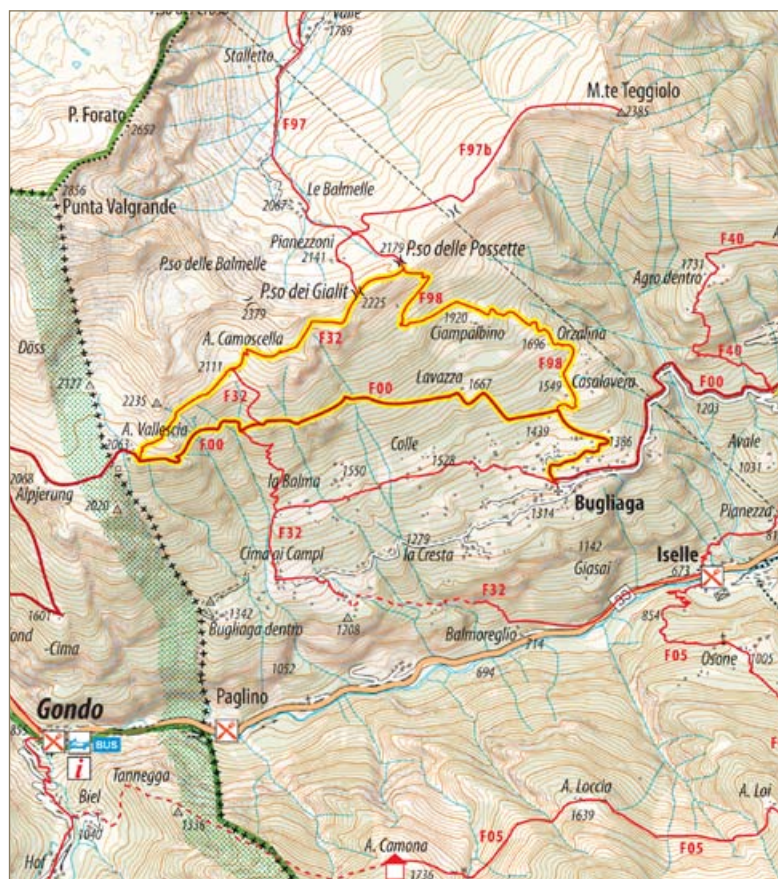 Valle
1789
Stalletto
P. Forato
2652
F97
M.te Teggiolo
2385
F97b
2856
Punta Valgrande
Le Balmelle
2087
Pianezzoni
2141
2179
P.so delle Possette
F40
1731
Agro dentro
P.so delle Balmelle
2379
P.so dei Gialit
2225
F98
1920
Ciampalbino
Orzalina
1696
A. Camoscella
F32
2111
Döss
2327
F98
F40
F00
Lavazza
1667
1549
Casalavera
1203
F32
F00
2235
A. Vallescia
2063
F00
1439
1386
Avale
1031
Colle
1528
1550
la Balma
2068
Alpjerung
2020
Bugliaga
1314
Pianezza
F32
1279
la Cresta
1142
Giasai
Iselle
673
Cima ai Campi
F32
33
854
1601
-Cima
1342
Bugliaga dentro
1208
Balmoreglio
714
F05
Osone
1005
1052
694
Gondo
Paglino
BUS
i
Tannegga
Biel
1040
1336
A. Loccia
1639
A. Loi
F05
F05
Hof
A. Camona
1736